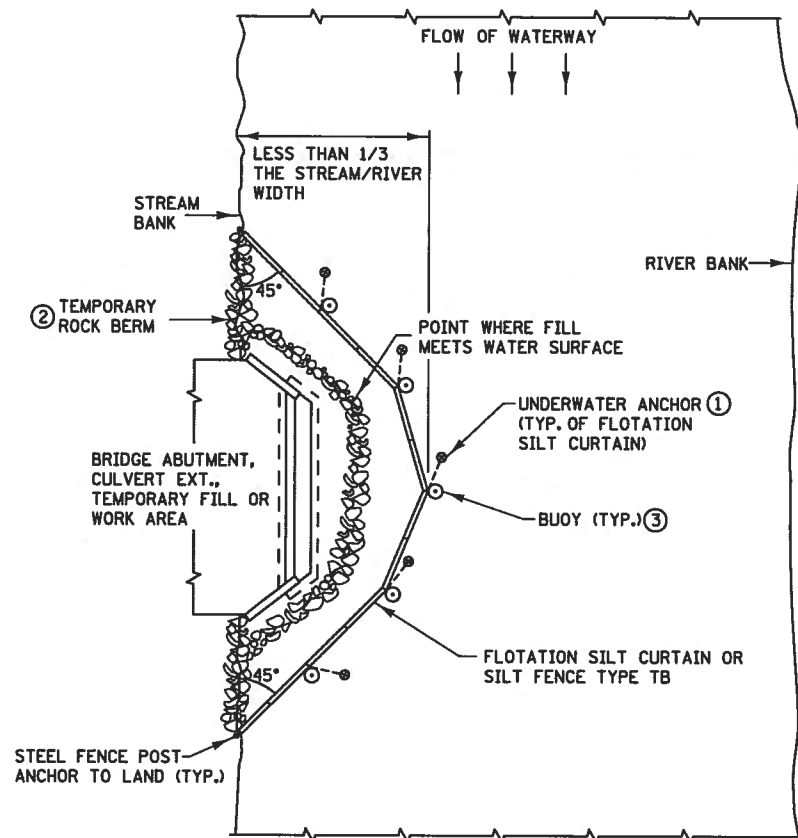 FLOW OF WATERWAY
LESS THAN 1/3
THE STREAM/RIVER
WIDTH
STREAM
BANK
RIVER BANK
45°
② TEMPORARY
ROCK BERM
POINT WHERE FILL
MEETS WATER SURFACE
UNDERWATER ANCHOR ①
(TYP. OF FLOTATION
SILT CURTAIN)
BRIDGE ABUTMENT,
CULVERT EXT.,
TEMPORARY FILL OR
WORK AREA
BUOY (TYP.) ③
FLOTATION SILT CURTAIN OR
SILT FENCE TYPE TB
45°
STEEL FENCE POST
ANCHOR TO LAND (TYP.)